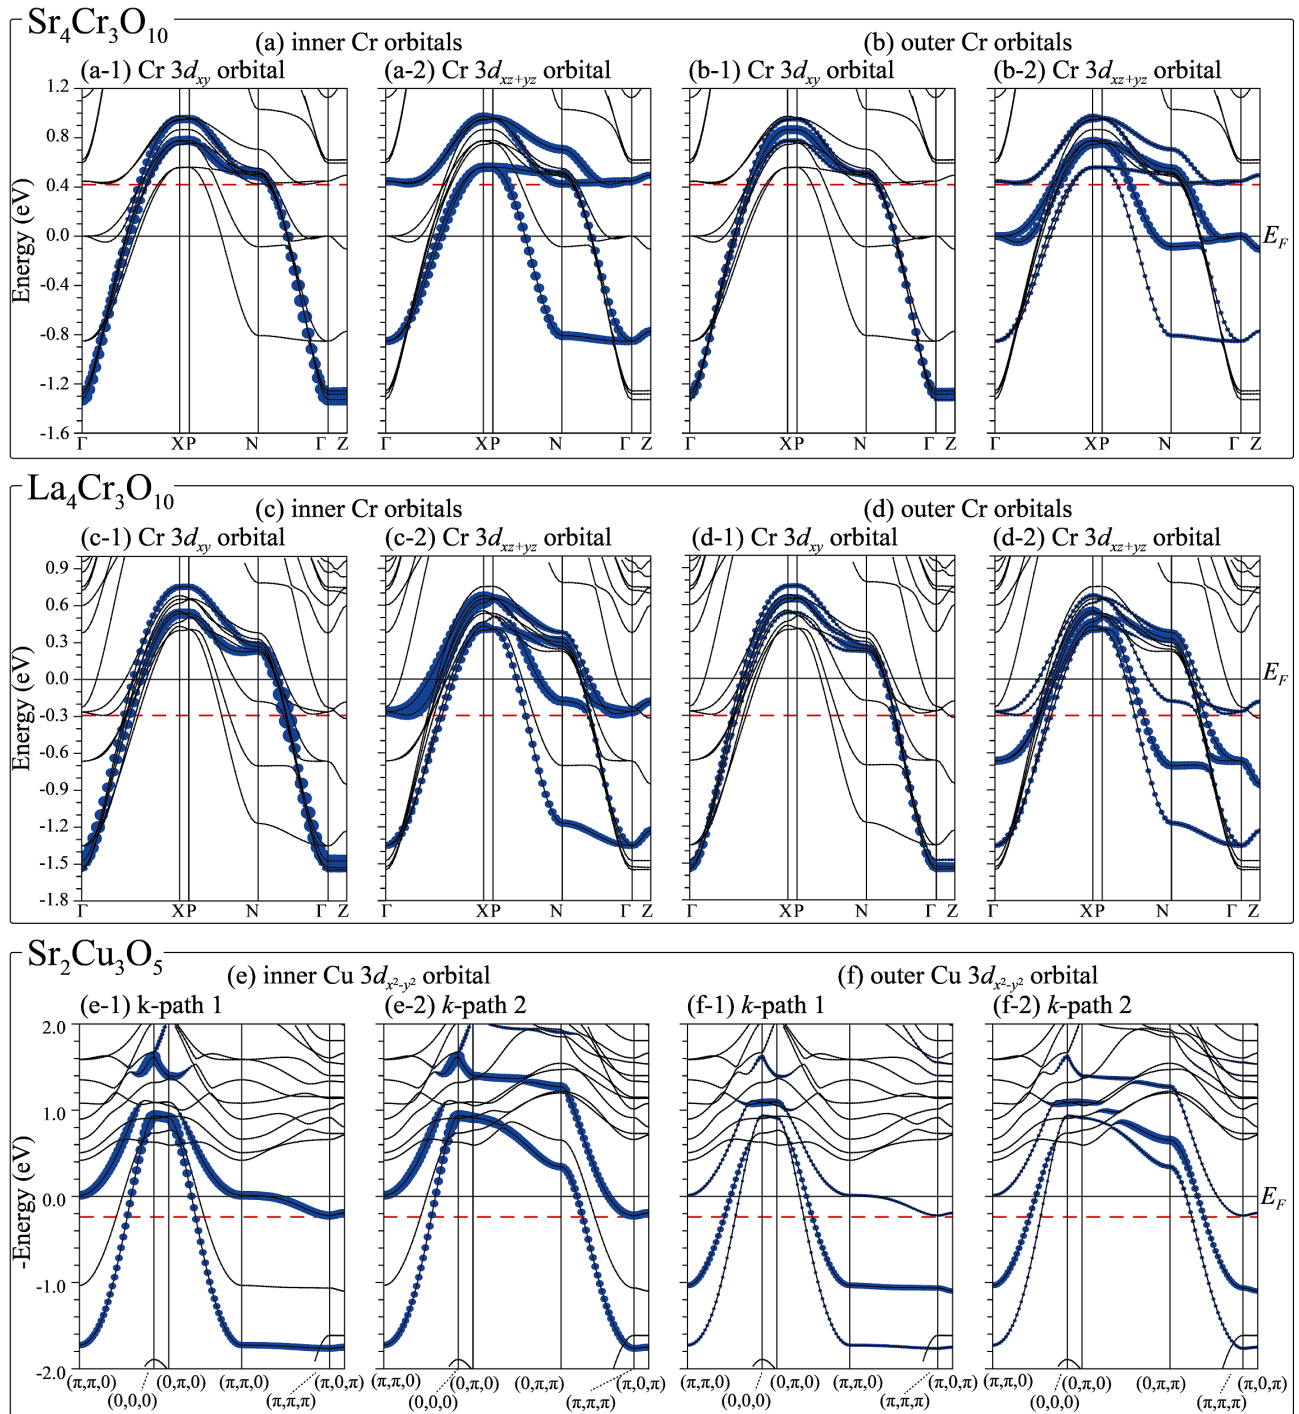 Sr4Cr3O10
(a) inner Cr orbitals
(b) outer Cr orbitals
(a-1) Cr 3dxy orbital
(a-2) Cr 3dxz+yz orbital
(b-1) Cr 3dxy orbital
(b-2) Cr 3dxz+yz orbital
Energy (eV)
1.2
0.8
0.4
0.0
-0.4
-0.8
-1.2
-1.6
EF
Γ X P N Γ Z
Γ X P N Γ Z
Γ X P N Γ Z
Γ X P N Γ Z
La4Cr3O10
(c) inner Cr orbitals
(d) outer Cr orbitals
(c-1) Cr 3dxy orbital
(c-2) Cr 3dxz+yz orbital
(d-1) Cr 3dxy orbital
(d-2) Cr 3dxz+yz orbital
Energy (eV)
0.9
0.6
0.3
0.0
-0.3
-0.6
-0.9
-1.2
-1.5
-1.8
EF
Γ X P N Γ Z
Γ X P N Γ Z
Γ X P N Γ Z
Γ X P N Γ Z
Sr2Cu3O5
(e) inner Cu 3dx²-y² orbital
(f) outer Cu 3dx²-y² orbital
(e-1) k-path 1
(e-2) k-path 2
(f-1) k-path 1
(f-2) k-path 2
-Energy (eV)
2.0
1.0
0.0
-1.0
-2.0
EF
(π,π,0) (0,π,0) (π,π,0) (π,0,π)
(0,0,0) (π,π,π)
(π,π,0) (0,π,0) (0,π,π) (π,0,π)
(0,0,0) (π,π,π)
(π,π,0) (0,π,0) (π,π,0) (π,0,π)
(0,0,0) (π,π,π)
(π,π,0) (0,π,0) (0,π,π) (π,0,π)
(0,0,0) (π,π,π)